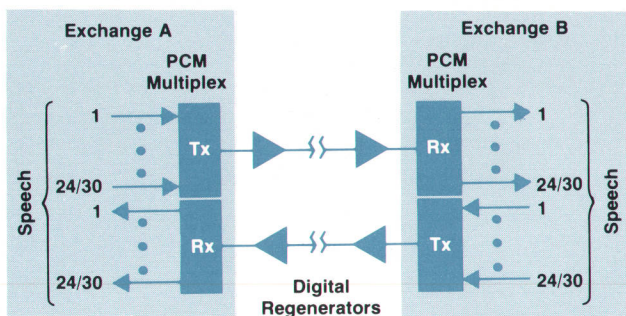 Exchange A
Exchange B
PCM
Multiplex
PCM
Multiplex
Speech
1
24/30
1
24/30
Tx
Rx
Rx
Tx
1
24/30
1
24/30
Speech
Digital
Regenerators